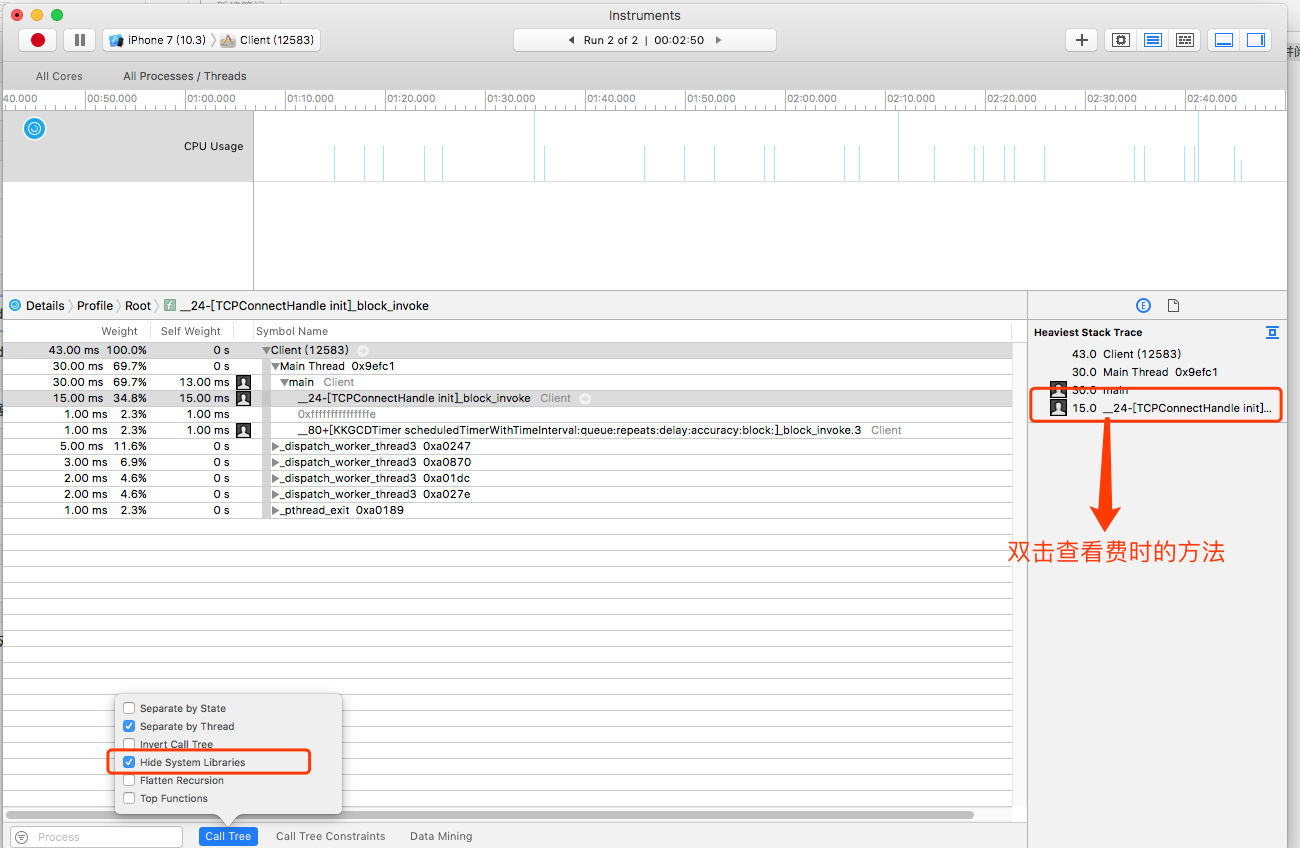 Instruments
iPhone 7 (10.3) Client (12583)
Run 2 of 2 | 00:02:50
All Cores All Processes / Threads
40.000 00:50.000 01:00.000 01:10.000 01:20.000 01:30.000 01:40.000 01:50.000 02:00.000 02:10.000 02:20.000 02:30.000 02:40.000
CPU Usage
Details Profile Root __24-[TCPConnectHandle init]_block_invoke
Weight Self Weight Symbol Name
43.00 ms 100.0% 0 s Client (12583)
30.00 ms 69.7% 0 s Main Thread 0x9efc1
30.00 ms 69.7% 13.00 ms main Client
15.00 ms 34.8% 15.00 ms __24-[TCPConnectHandle init]_block_invoke Client
1.00 ms 2.3% 1.00 ms 0xfffffffffffffffe
1.00 ms 2.3% 1.00 ms __80+[KKGCDTimer scheduledTimerWithTimeInterval:queue:repeats:delay:accuracy:block:]_block_invoke.3 Client
5.00 ms 11.6% 0 s _dispatch_worker_thread3 0xa0247
3.00 ms 6.9% 0 s _dispatch_worker_thread3 0xa0870
2.00 ms 4.6% 0 s _dispatch_worker_thread3 0xa01dc
2.00 ms 4.6% 0 s _dispatch_worker_thread3 0xa027e
1.00 ms 2.3% 0 s _pthread_exit 0xa0189
Heaviest Stack Trace
43.0 Client (12583)
30.0 Main Thread 0x9efc1
30.0 main
15.0 __24-[TCPConnectHandle init]...
双击查看费时的方法
Separate by State
Separate by Thread
Invert Call Tree
Hide System Libraries
Flatten Recursion
Top Functions
Process
Call Tree Call Tree Constraints Data Mining